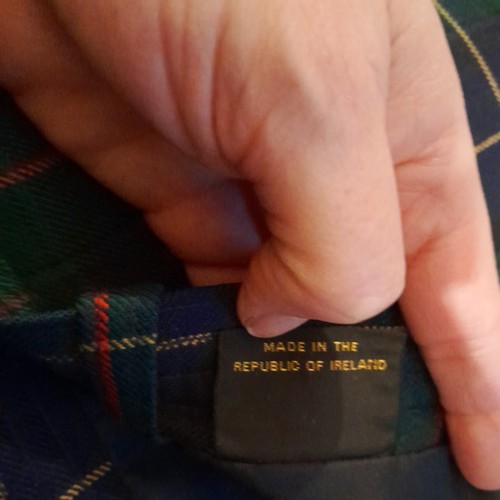 MADE IN THE
REPUBLIC OF IRELAND